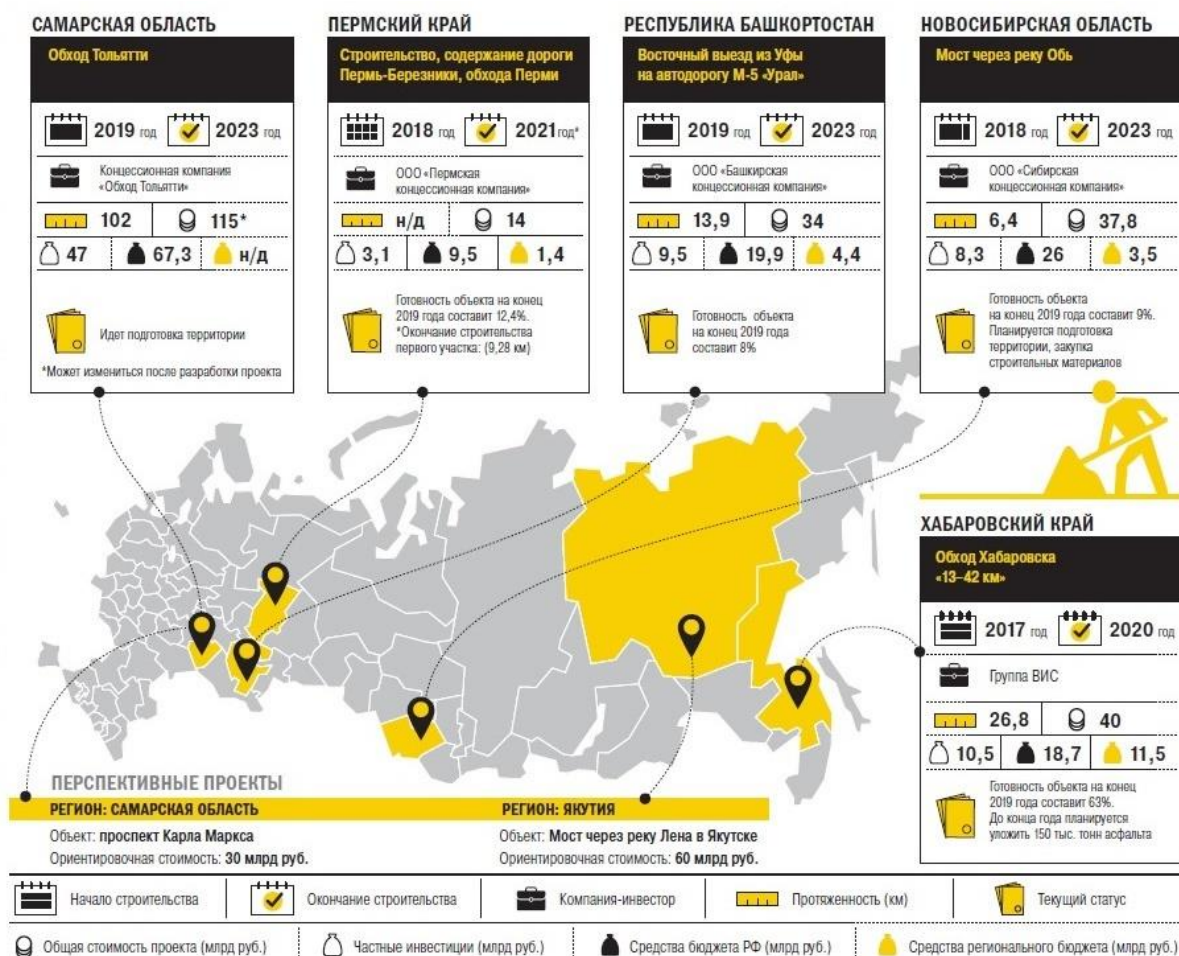 САМАРСКАЯ ОБЛАСТЬ
Обход Тольятти
2019 год 2023 год
Концессионная компания
«Обход Тольятти»
102 115*
47 67,3 н/д
Идет подготовка территории
*Может измениться после разработки проекта
ПЕРМСКИЙ КРАЙ
Строительство, содержание дороги
Пермь-Березники, обхода Перми
2018 год 2021 год*
ООО «Пермская
концессионная компания»
н/д 14
3,1 9,5 1,4
Готовность объекта на конец
2019 года составит 12,4%.
*Окончание строительства
первого участка: (9,28 км)
РЕСПУБЛИКА БАШКОРТОСТАН
Восточный выезд из Уфы
на автодорогу М-5 «Урал»
2019 год 2023 год
ООО «Башкирская
концессионная компания»
13,9 34
9,5 19,9 4,4
Готовность объекта
на конец 2019 года
составит 8%
НОВОСИБИРСКАЯ ОБЛАСТЬ
Мост через реку Обь
2018 год 2023 год
ООО «Сибирская
концессионная компания»
6,4 37,8
8,3 26 3,5
Готовность объекта
на конец 2019 года составит 9%.
Планируется подготовка
территории, закупка
строительных материалов
ХАБАРОВСКИЙ КРАЙ
Обход Хабаровска
«13–42 км»
2017 год 2020 год
Группа ВИС
26,8 40
10,5 18,7 11,5
Готовность объекта на конец
2019 года составит 63%.
До конца года планируется
уложить 150 тыс. тонн асфальта
ПЕРСПЕКТИВНЫЕ ПРОЕКТЫ
РЕГИОН: САМАРСКАЯ ОБЛАСТЬ
Объект: проспект Карла Маркса
Ориентировочная стоимость: 30 млрд руб.
РЕГИОН: ЯКУТИЯ
Объект: Мост через реку Лена в Якутске
Ориентировочная стоимость: 60 млрд руб.
Начало строительства
Окончание строительства
Компания-инвестор
Протяженность (км)
Текущий статус
Общая стоимость проекта (млрд руб.)
Частные инвестиции (млрд руб.)
Средства бюджета РФ (млрд руб.)
Средства регионального бюджета (млрд руб.)